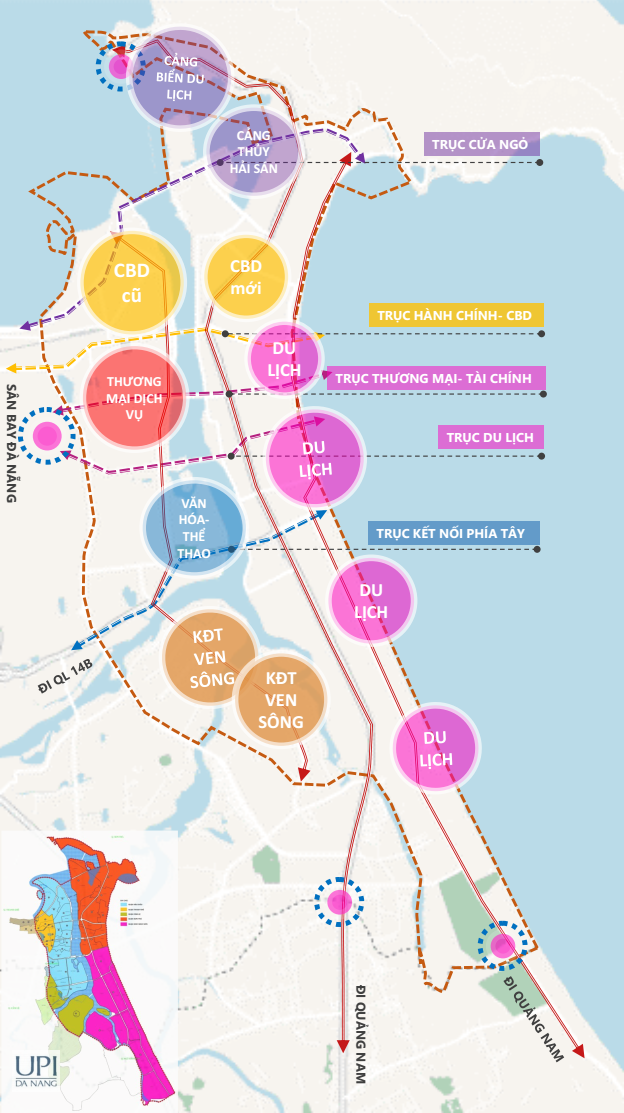 CẢNG
BIỂN DU
LỊCH
CẢNG
THỦY
HẢI SẢN
TRỤC CỬA NGỎ
CBD
cũ
CBD
mới
TRỤC HÀNH CHÍNH- CBD
DU
LỊCH
THƯƠNG
MẠI DỊCH
VỤ
TRỤC THƯƠNG MẠI- TÀI CHÍNH
SÂN BAY ĐÀ NẴNG
DU
LỊCH
TRỤC DU LỊCH
VĂN
HÓA-
THỂ
THAO
TRỤC KẾT NỐI PHÍA TÂY
DU
LỊCH
KĐT
VEN
SÔNG
ĐI QL 14B
KĐT
VEN
SÔNG
DU
LỊCH
ĐI QUẢNG NAM
ĐI QUẢNG NAM
UPI
DA NANG